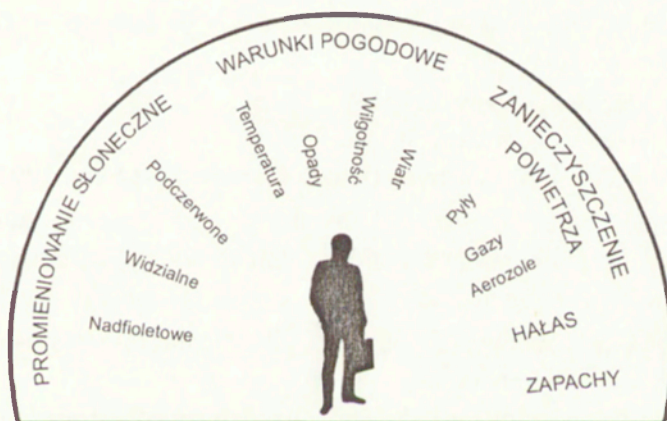 PROMIENIOWANIE SŁONECZNE
Nadfioletowe
Widzialne
Podczerwone
WARUNKI POGODOWE
Temperatura
Opady
Wilgotność
Wiatr
ZANIECZYSZCZENIE
POWIETRZA
Pyły
Gazy
Aerozole
HAŁAS
ZAPACHY